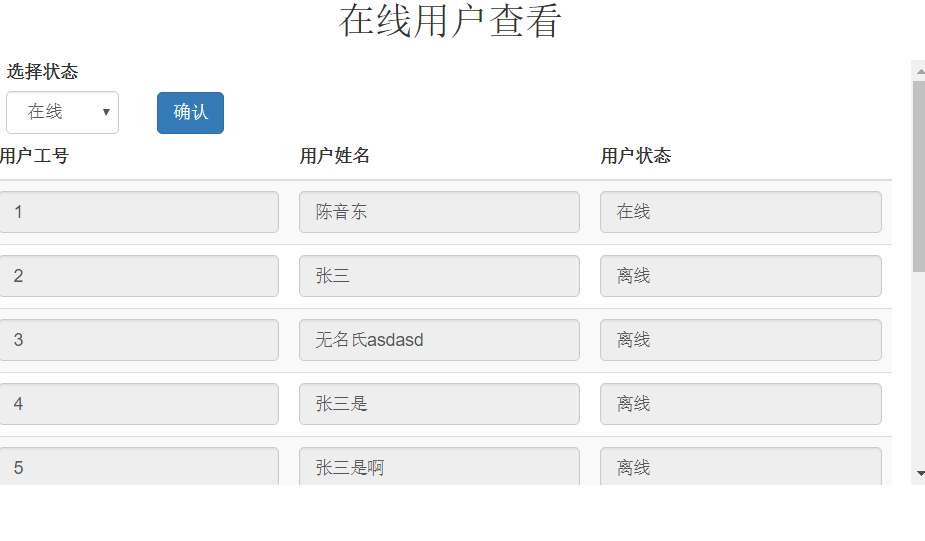 在线用户查看
选择状态
在线 确认
用户工号 用户姓名 用户状态
1 陈音东 在线
2 张三 离线
3 无名氏asdasd 离线
4 张三是 离线
5 张三是啊 离线